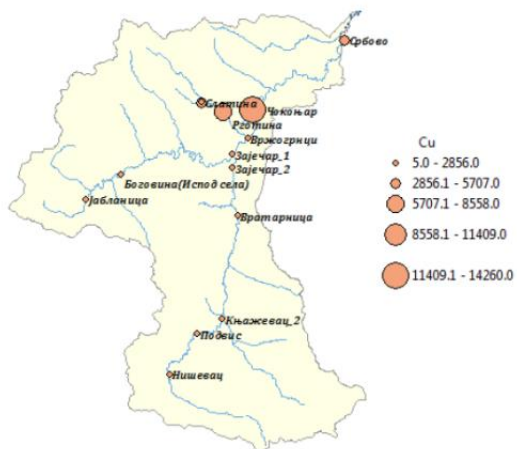 Србово
Слатина
Чокоњар
Рготина
Вржогрнци
Зајечар_1
Зајечар_2
Боговина(Испод села)
Јабланица
Вратарница
Књажевац_2
Подвис
Нишевац
Cu
5.0 - 2856.0
2856.1 - 5707.0
5707.1 - 8558.0
8558.1 - 11409.0
11409.1 - 14260.0